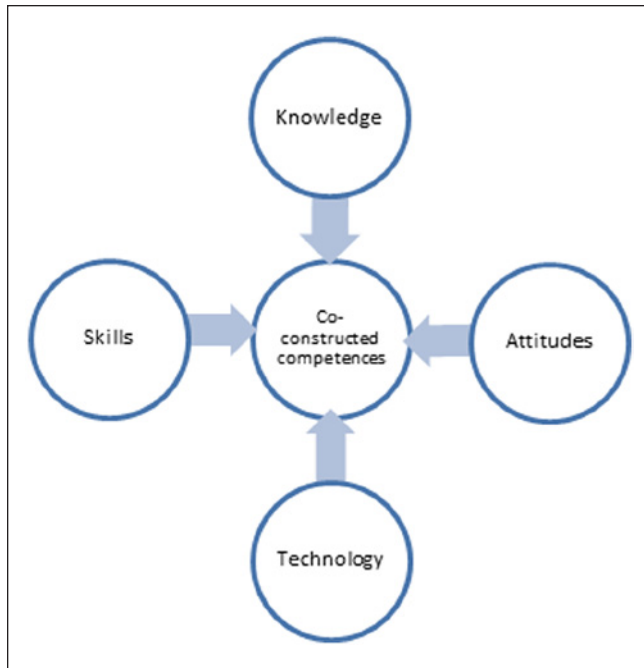 Knowledge
Skills
Co-
constructed
competences
Attitudes
Technology